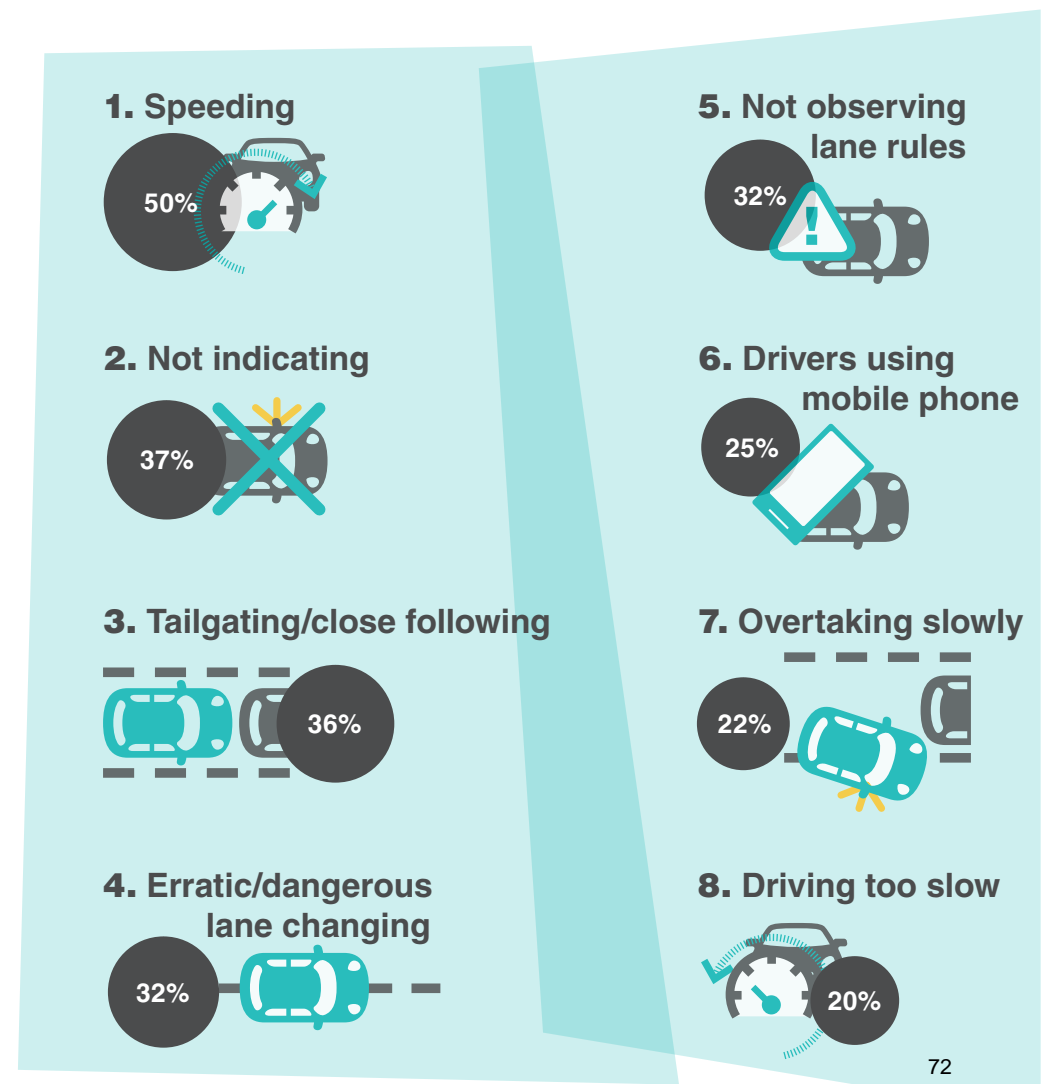 1. Speeding
50%
2. Not indicating
37%
3. Tailgating/close following
36%
4. Erratic/dangerous
lane changing
32%
5. Not observing
lane rules
32%
!
6. Drivers using
mobile phone
25%
7. Overtaking slowly
22%
8. Driving too slow
20%
72